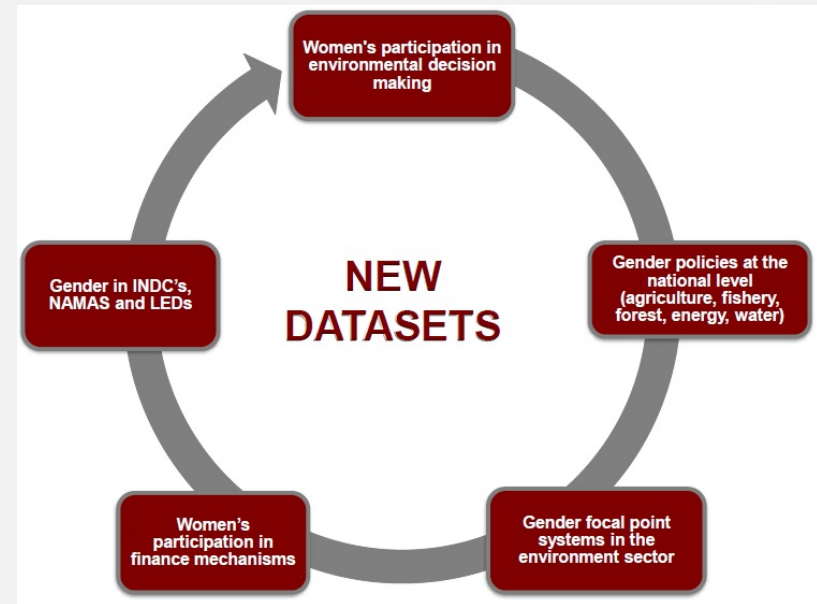 Women's participation in
environmental decision
making
Gender policies at the
national level
(agriculture, fishery,
forest, energy, water)
Gender focal point
systems in the
environment sector
Women’s
participation in
finance mechanisms
Gender in INDC’s,
NAMAS and LEDs
NEW
DATASETS